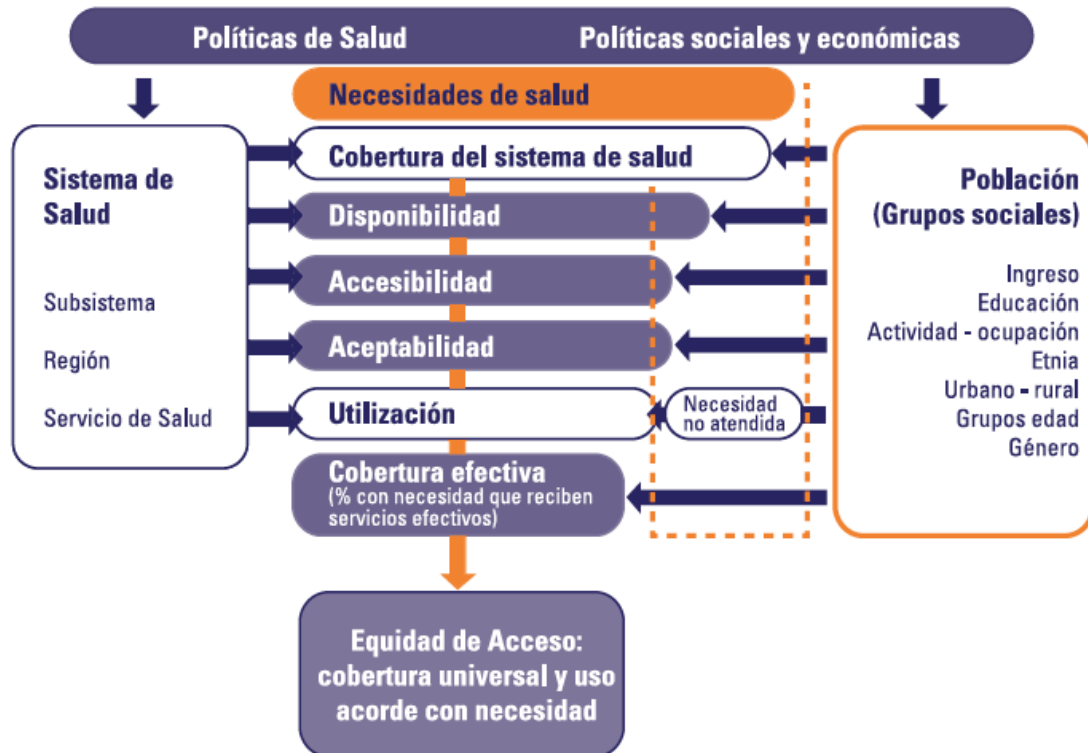 Políticas de Salud
Políticas sociales y económicas
Necesidades de salud
Sistema de
Salud
Subsistema
Región
Servicio de Salud
Cobertura del sistema de salud
Disponibilidad
Accesibilidad
Aceptabilidad
Utilización
Necesidad
no atendida
Cobertura efectiva
(% con necesidad que reciben
servicios efectivos)
Población
(Grupos sociales)
Ingreso
Educación
Actividad - ocupación
Etnia
Urbano - rural
Grupos edad
Género
Equidad de Acceso:
cobertura universal y uso
acorde con necesidad